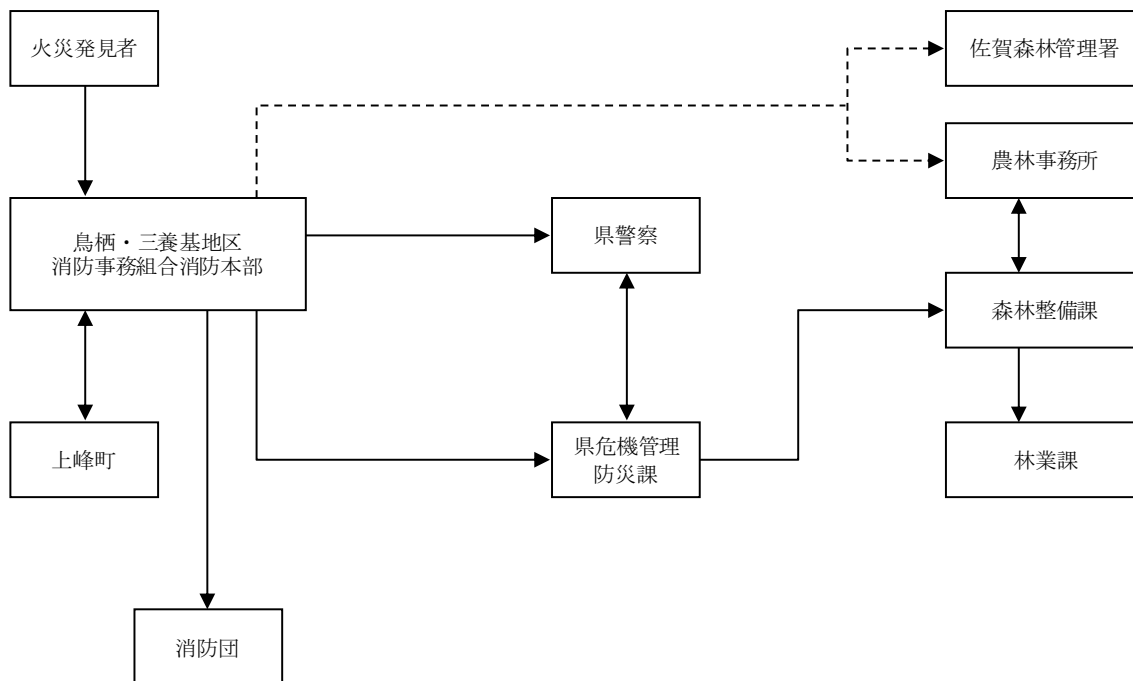 火災発見者
佐賀森林管理署
農林事務所
鳥栖・三養基地区
消防事務組合消防本部
県警察
森林整備課
上峰町
県危機管理
防災課
林業課
消防団